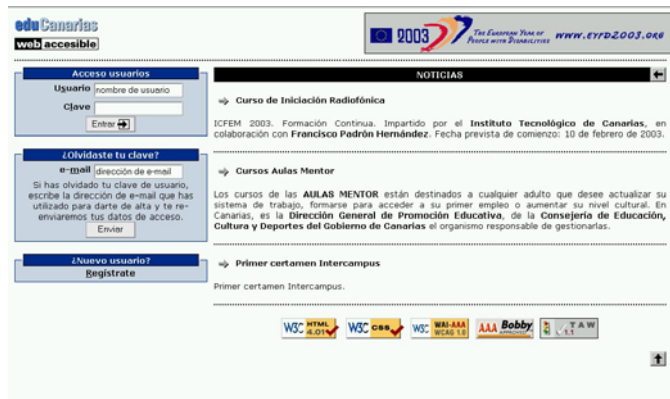 eduCanarias
web accesible
2003
The European Year of
People with Disabilities
www.eypd2003.org
Acceso usuarios
Usuario nombre de usuario
Clave
Entrar
¿Olvidaste tu clave?
e-mail dirección de e-mail
Si has olvidado tu clave de usuario,
escribe la dirección de e-mail que has
utilizado para darte de alta y te re-
enviaremos tus datos de acceso.
Enviar
¿Nuevo usuario?
Regístrate
NOTICIAS
Curso de Iniciación Radiofónica
ICFEM 2003. Formación Continua. Impartido por el Instituto Tecnológico de Canarias, en
colaboración con Francisco Padrón Hernández. Fecha prevista de comienzo: 10 de febrero de 2003.
Cursos Aulas Mentor
Los cursos de las AULAS MENTOR están destinados a cualquier adulto que desee actualizar su
sistema de trabajo, formarse para acceder a su primer empleo o aumentar su nivel cultural. En
Canarias, es la Dirección General de Promoción Educativa, de la Consejería de Educación,
Cultura y Deportes del Gobierno de Canarias el organismo responsable de gestionarlas.
Primer certamen Intercampus
Primer certamen Intercampus.
W3C HTML 4.01
W3C CSS
W3C WAI-AAA WCAG 1.0
AAA Bobby APPROVED
TAW 1.1